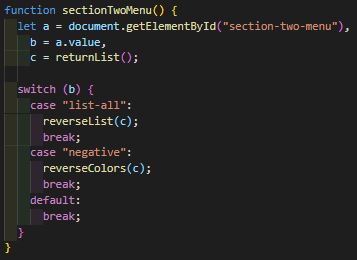 function sectionTwoMenu() {
  let a = document.getElementById("section-two-menu"),
    b = a.value,
    c = returnList();

  switch (b) {
    case "list-all":
      reverseList(c);
      break;
    case "negative":
      reverseColors(c);
      break;
    default:
      break;
  }
}